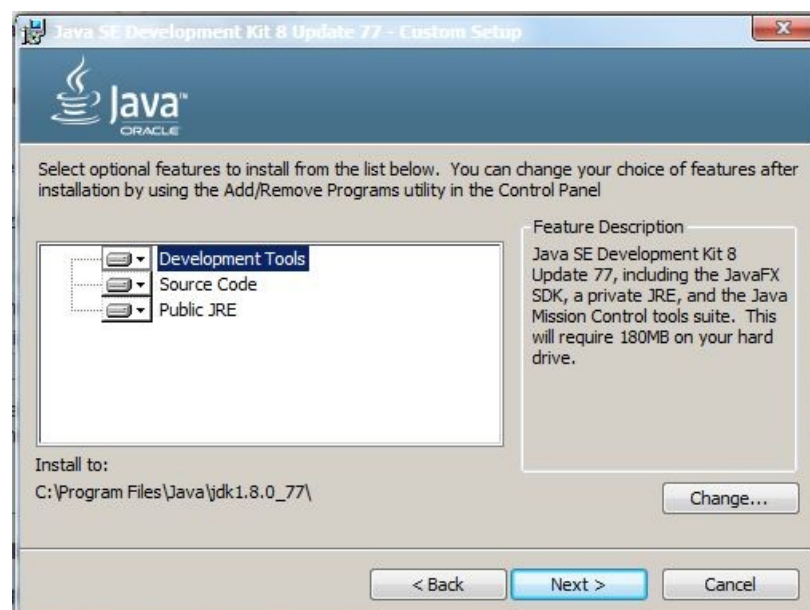 Java SE Development Kit 8 Update 77 - Custom Setup
Java™
ORACLE
Select optional features to install from the list below. You can change your choice of features after
installation by using the Add/Remove Programs utility in the Control Panel
Development Tools
Source Code
Public JRE
Feature Description
Java SE Development Kit 8
Update 77, including the JavaFX
SDK, a private JRE, and the Java
Mission Control tools suite. This
will require 180MB on your hard
drive.
Install to:
C:\Program Files\Java\jdk1.8.0_77\
Change...
< Back
Next >
Cancel